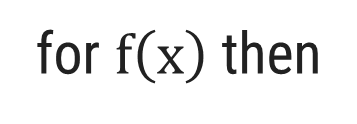 for f(x) then